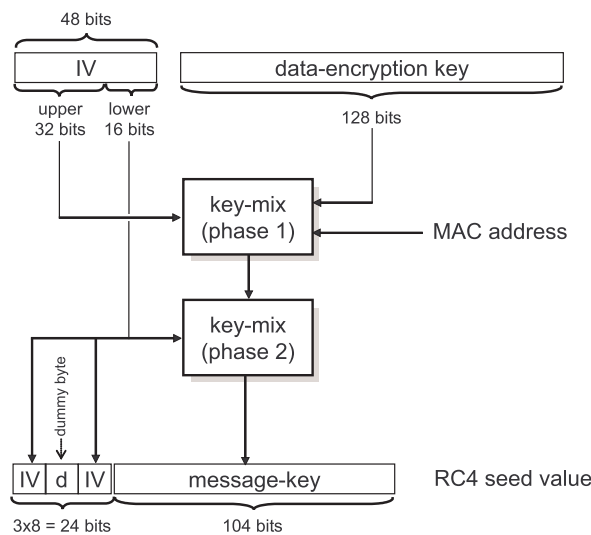 48 bits
IV
data-encryption key
upper
32 bits
lower
16 bits
128 bits
key-mix
(phase 1)
MAC address
key-mix
(phase 2)
dummy byte
IV
d
IV
message-key
RC4 seed value
3x8 = 24 bits
104 bits